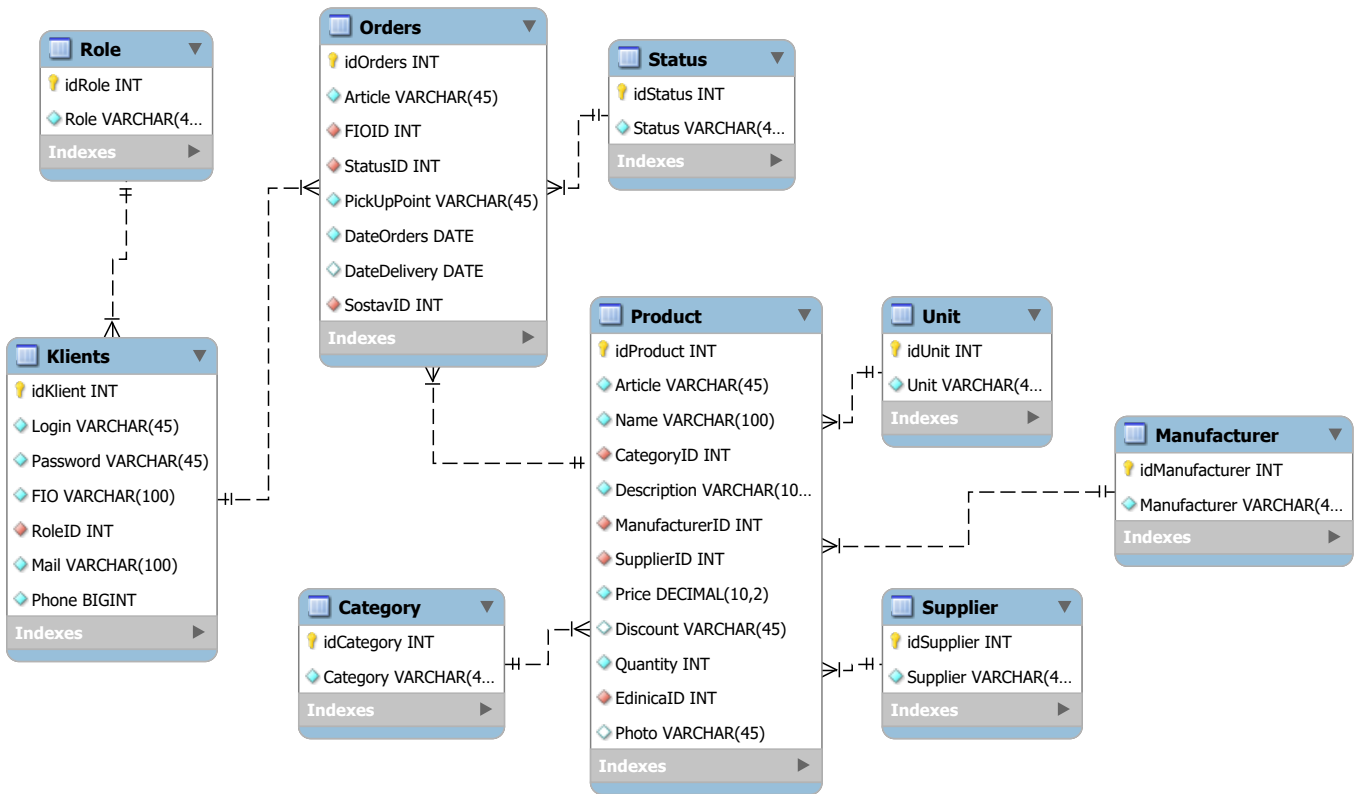 Role
idRole INT
Role VARCHAR(4...
Indexes
Orders
idOrders INT
Article VARCHAR(45)
FIOID INT
StatusID INT
PickUpPoint VARCHAR(45)
DateOrders DATE
DateDelivery DATE
SostavID INT
Indexes
Status
idStatus INT
Status VARCHAR(4...
Indexes
Klients
idKlient INT
Login VARCHAR(45)
Password VARCHAR(45)
FIO VARCHAR(100)
RoleID INT
Mail VARCHAR(100)
Phone BIGINT
Indexes
Product
idProduct INT
Article VARCHAR(45)
Name VARCHAR(100)
CategoryID INT
Description VARCHAR(10...
ManufacturerID INT
SupplierID INT
Price DECIMAL(10,2)
Discount VARCHAR(45)
Quantity INT
EdinicaID INT
Photo VARCHAR(45)
Indexes
Unit
idUnit INT
Unit VARCHAR(4...
Indexes
Manufacturer
idManufacturer INT
Manufacturer VARCHAR(4...
Indexes
Category
idCategory INT
Category VARCHAR(4...
Indexes
Supplier
idSupplier INT
Supplier VARCHAR(4...
Indexes